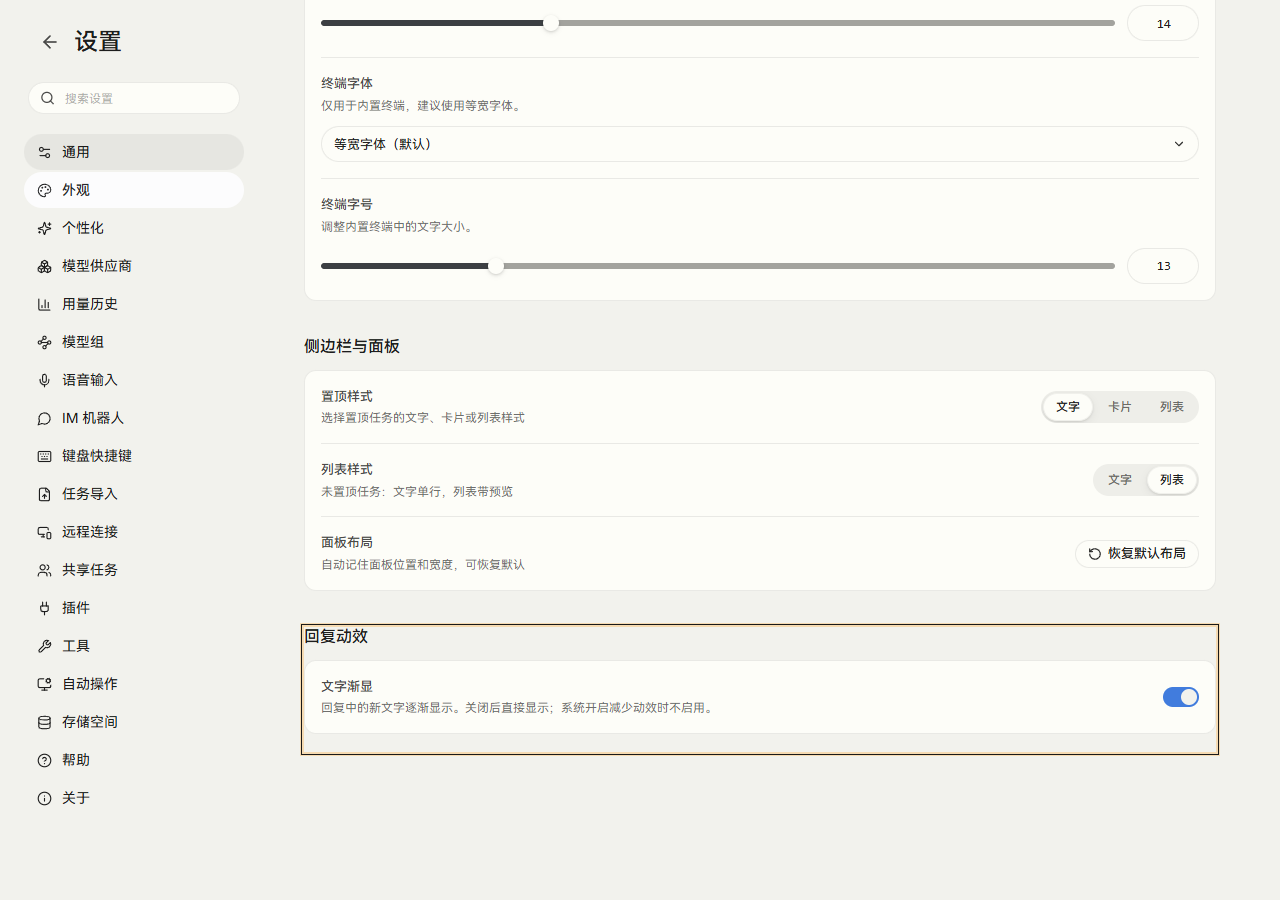 设置
搜索设置
通用
外观
个性化
模型供应商
用量历史
模型组
语音输入
IM 机器人
键盘快捷键
任务导入
远程连接
共享任务
插件
工具
自动操作
存储空间
帮助
关于
14
终端字体
仅用于内置终端，建议使用等宽字体。
等宽字体（默认）
终端字号
调整内置终端中的文字大小。
13
侧边栏与面板
置顶样式
选择置顶任务的文字、卡片或列表样式
文字 卡片 列表
列表样式
未置顶任务：文字单行，列表带预览
文字 列表
面板布局
自动记住面板位置和宽度，可恢复默认
恢复默认布局
回复动效
文字渐显
回复中的新文字逐渐显示。关闭后直接显示；系统开启减少动效时不启用。